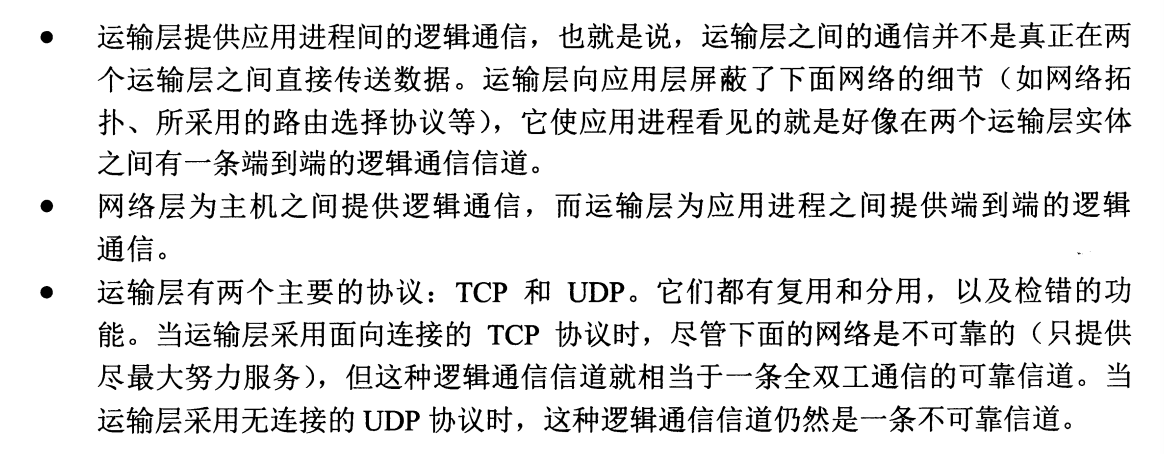 ● 运输层提供应用进程间的逻辑通信，也就是说，运输层之间的通信并不是真正在两
个运输层之间直接传送数据。运输层向应用层屏蔽了下面网络的细节（如网络拓
扑、所采用的路由选择协议等），它使应用进程看见的就是好像在两个运输层实体
之间有一条端到端的逻辑通信信道。
● 网络层为主机之间提供逻辑通信，而运输层为应用进程之间提供端到端的逻辑
通信。
● 运输层有两个主要的协议：TCP 和 UDP。它们都有复用和分用，以及检错的功
能。当运输层采用面向连接的 TCP 协议时，尽管下面的网络是不可靠的（只提供
尽最大努力服务），但这种逻辑通信信道就相当于一条全双工通信的可靠信道。当
运输层采用无连接的 UDP 协议时，这种逻辑通信信道仍然是一条不可靠信道。